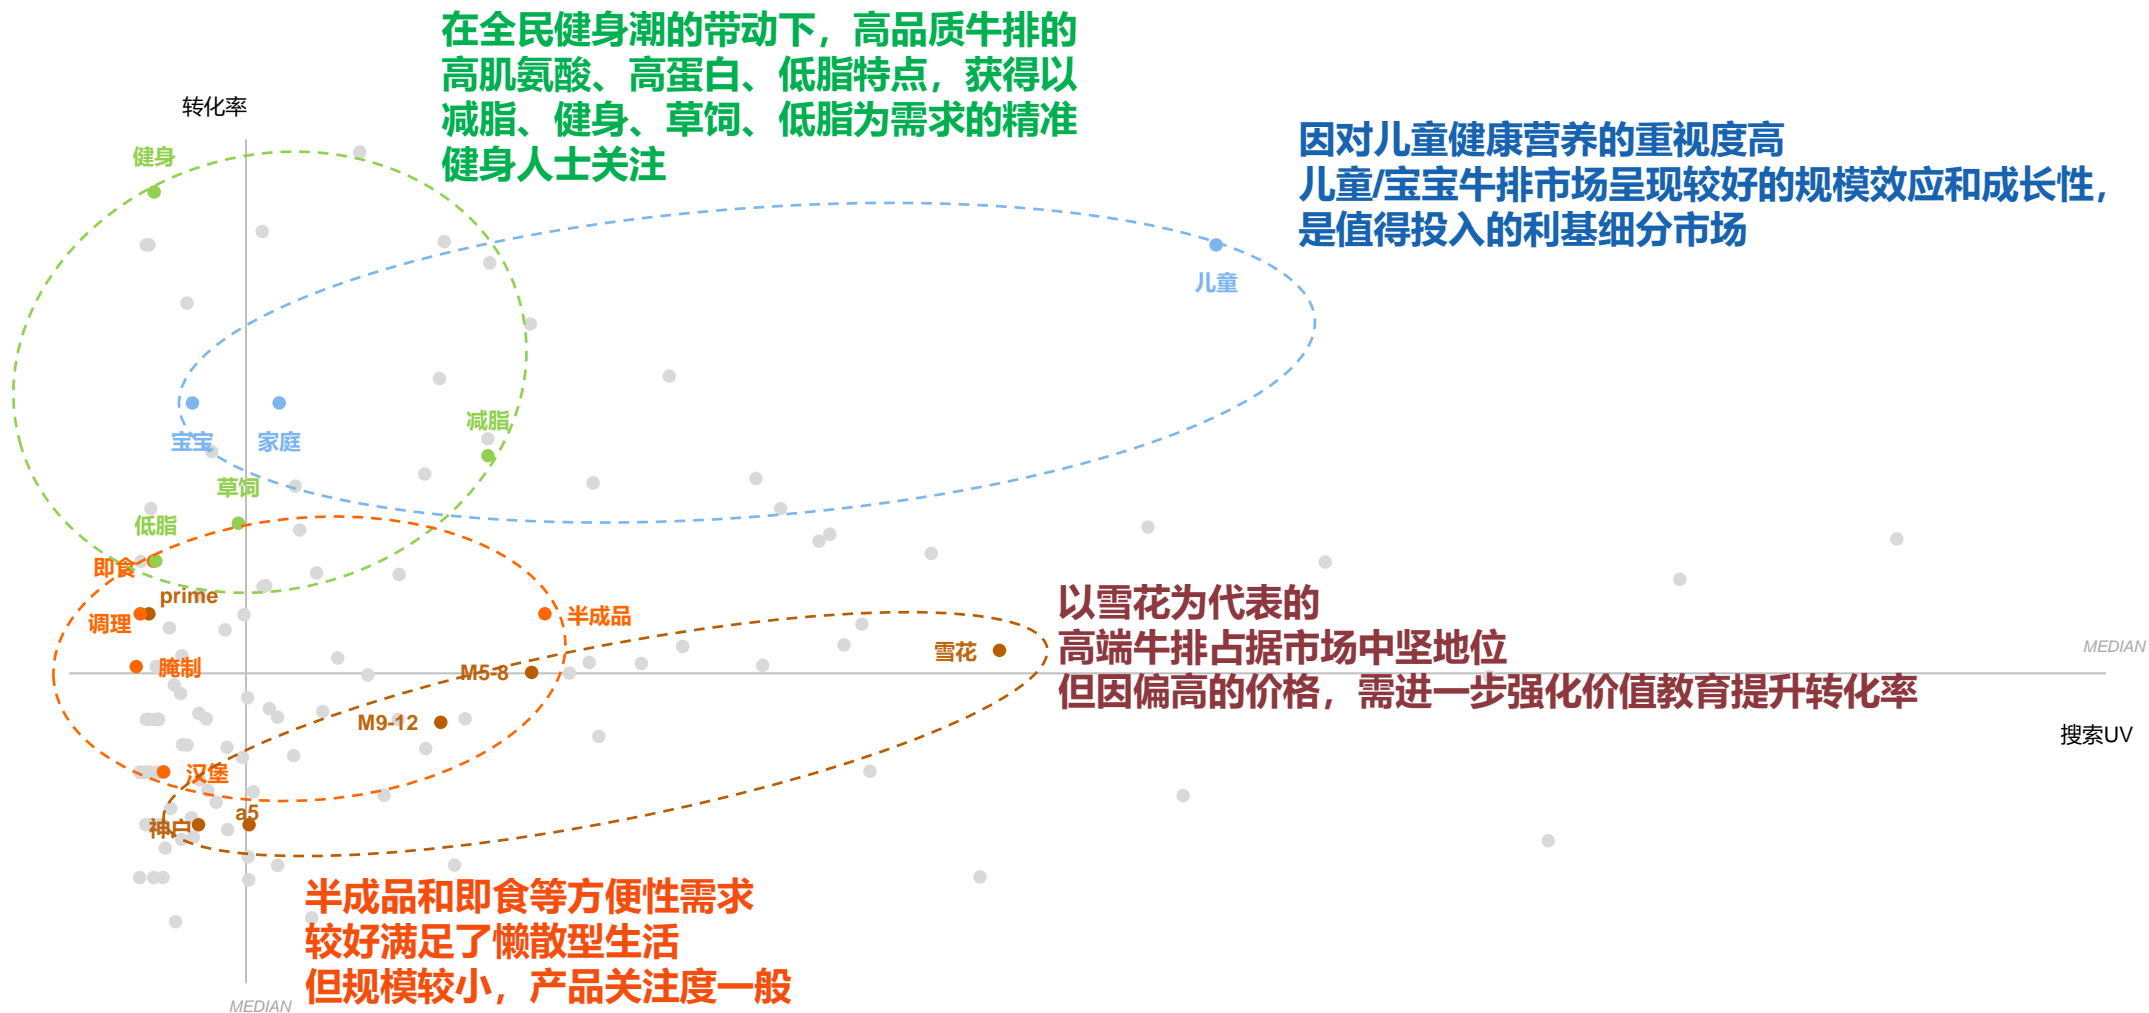 在全民健身潮的带动下，高品质牛排的
高肌氨酸、高蛋白、低脂特点，获得以
减脂、健身、草饲、低脂为需求的精准
健身人士关注
转化率
因对儿童健康营养的重视度高
儿童/宝宝牛排市场呈现较好的规模效应和成长性，
是值得投入的利基细分市场
健身
儿童
减脂
宝宝
家庭
草饲
低脂
即食
prime
调理
半成品
以雪花为代表的
高端牛排占据市场中坚地位
但因偏高的价格，需进一步强化价值教育提升转化率
MEDIAN
雪花
腌制
M5-8
M9-12
搜索UV
汉堡
a5
神户
半成品和即食等方便性需求
较好满足了懒散型生活
但规模较小，产品关注度一般
MEDIAN